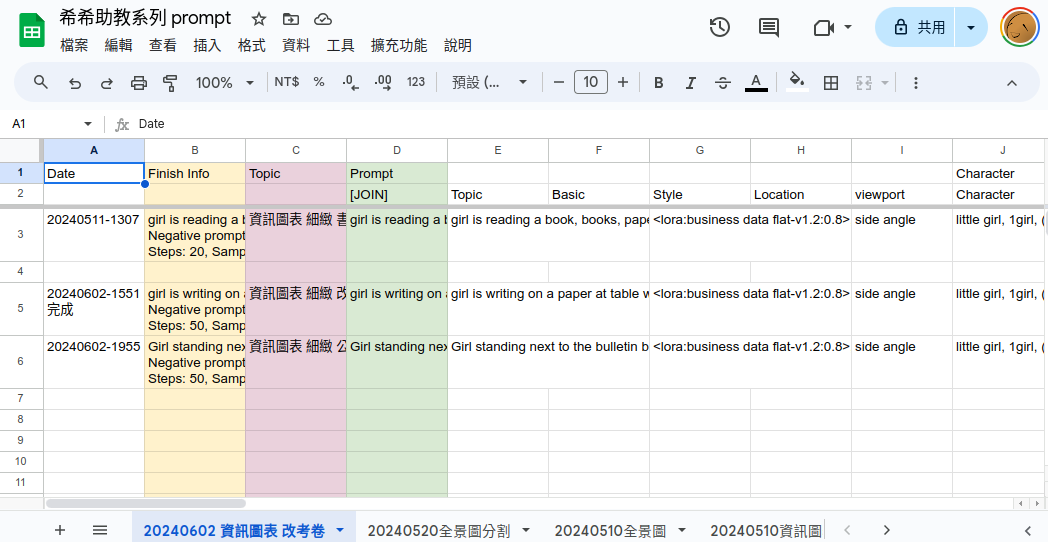 希希助教系列 prompt
檔案 編輯 查看 插入 格式 資料 工具 擴充功能 說明
共用
100% NT$ % .0 .00 123 預設 (... 10 B I A
A1 fx Date
A B C D E F G H I J
1 Date Finish Info Topic Prompt Character
2 [JOIN] Topic Basic Style Location viewport Character
3 20240511-1307 girl is reading a b 資訊圖表 細緻 書 girl is reading a b girl is reading a book, books, pape <lora:business data flat-v1.2:0.8> side angle little girl, 1girl, (
Negative prompt
Steps: 20, Samp
4
5 20240602-1551 girl is writing on 資訊圖表 細緻 改 girl is writing on girl is writing on a paper at table w <lora:business data flat-v1.2:0.8> side angle little girl, 1girl, (
完成 Negative prompt
Steps: 50, Samp
6 20240602-1955 Girl standing nex 資訊圖表 細緻 公 Girl standing nex Girl standing next to the bulletin b <lora:business data flat-v1.2:0.8> side angle little girl, 1girl, (
Negative prompt
Steps: 50, Samp
7
8
9
10
11
20240602 資訊圖表 改考卷 20240520全景圖分割 20240510全景圖 20240510資訊圖